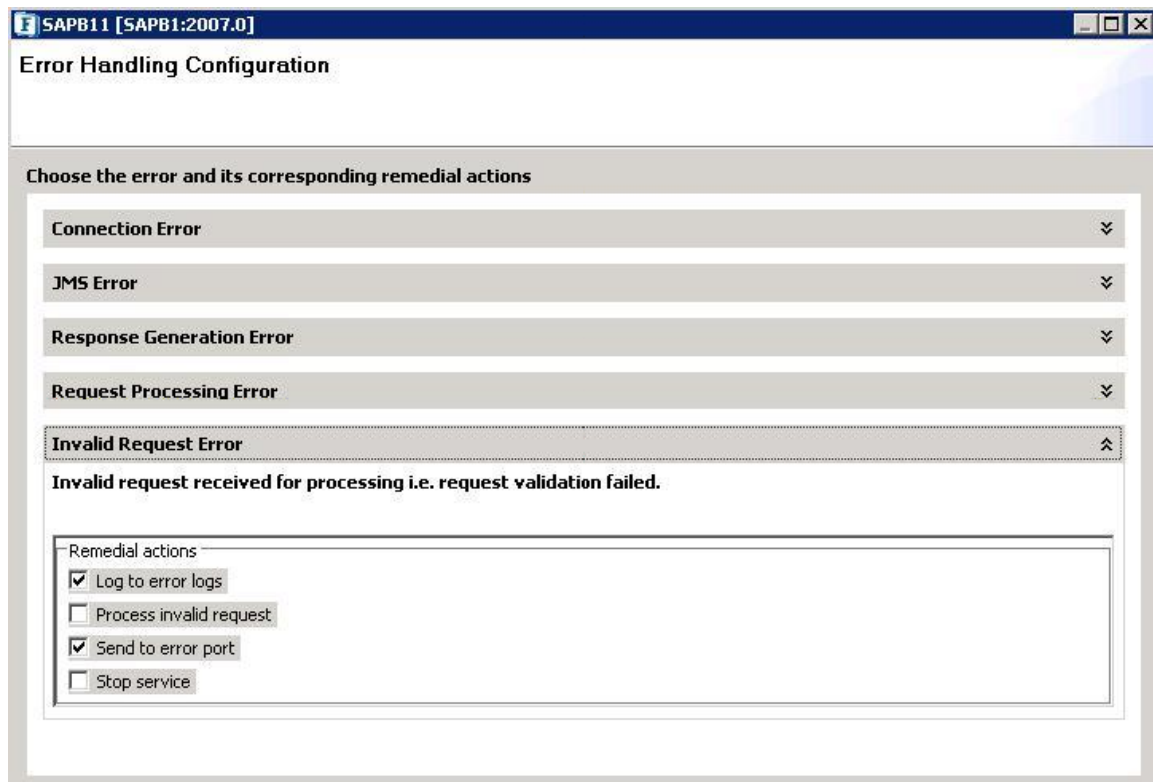 SAPB11 [SAPB1:2007.0]
Error Handling Configuration
Choose the error and its corresponding remedial actions
Connection Error
JMS Error
Response Generation Error
Request Processing Error
Invalid Request Error
Invalid request received for processing i.e. request validation failed.
Remedial actions
Log to error logs
Process invalid request
Send to error port
Stop service